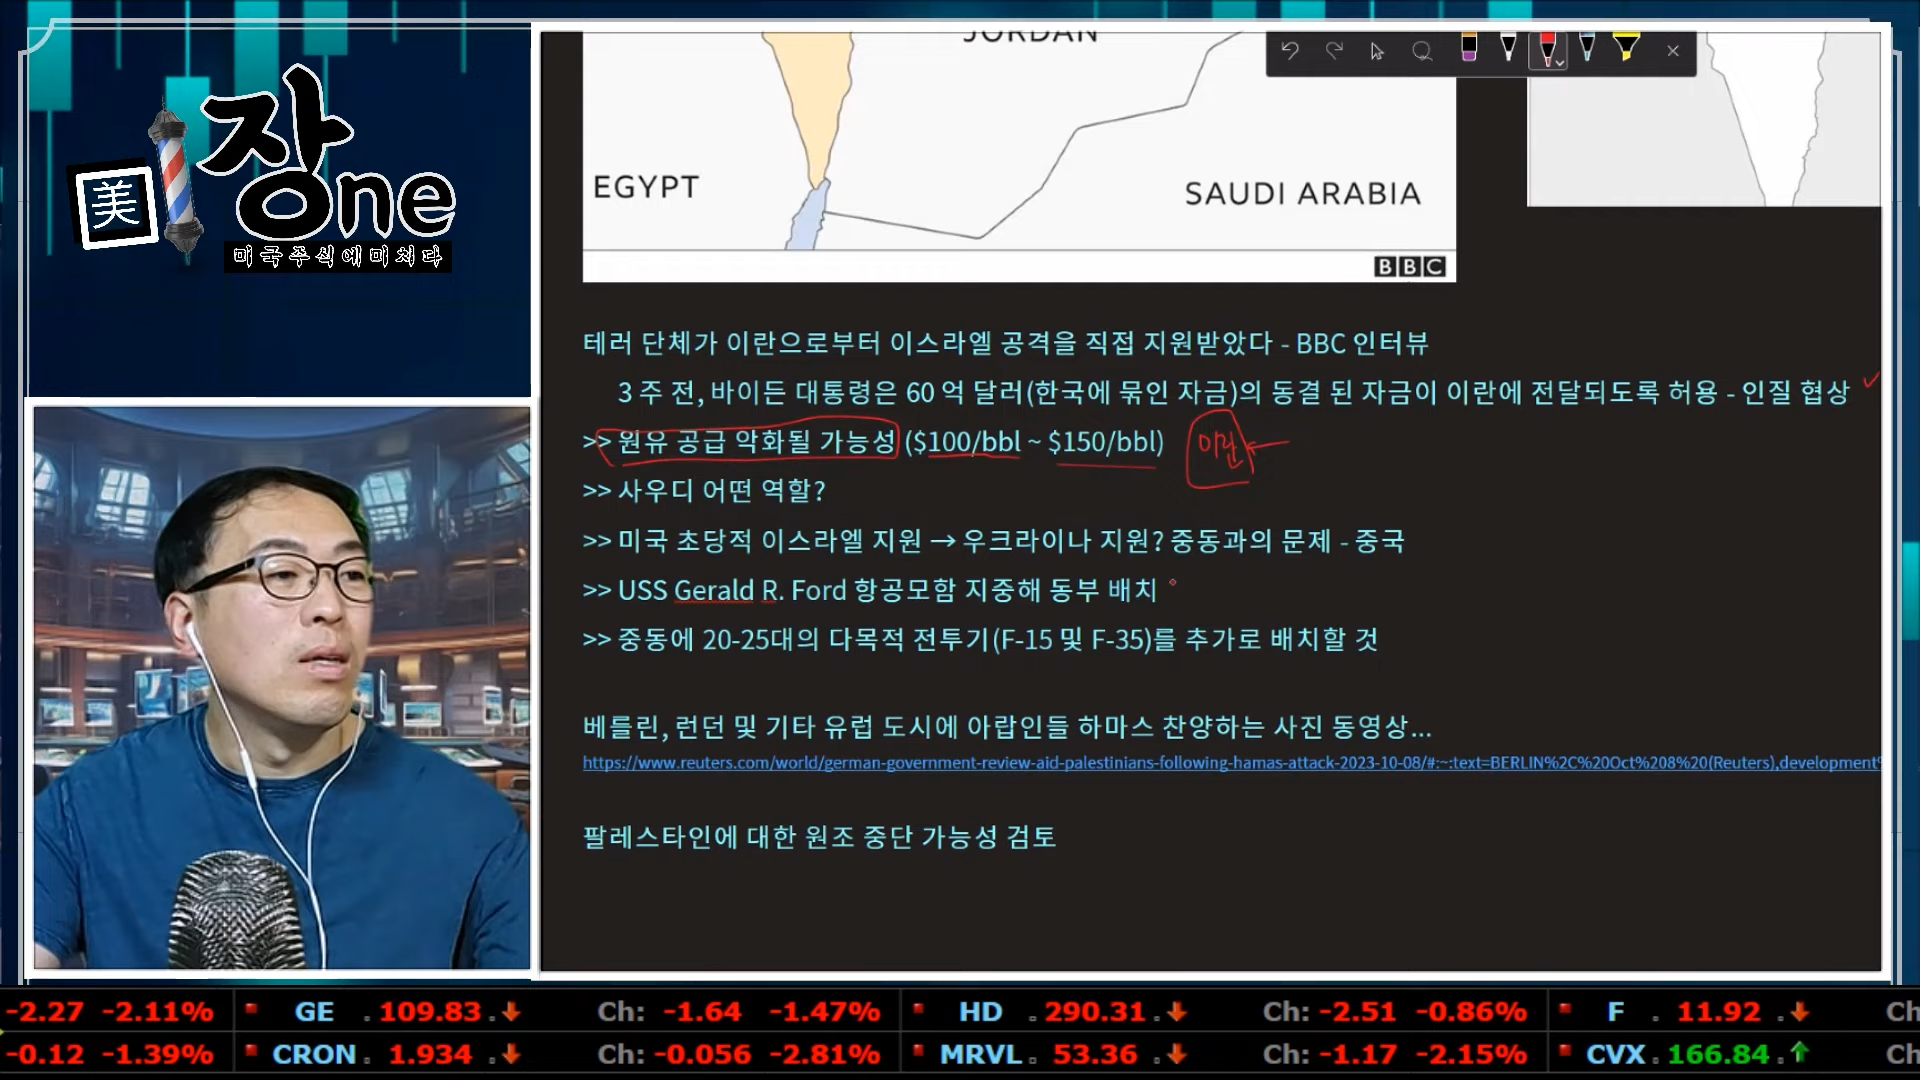 美
장one
미국주식에미치다
JORDAN
EGYPT
SAUDI ARABIA
BBC
테러 단체가 이란으로부터 이스라엘 공격을 직접 지원받았다 - BBC 인터뷰
3 주 전, 바이든 대통령은 60 억 달러(한국에 묶인 자금)의 동결 된 자금이 이란에 전달되도록 허용 - 인질 협상
>> 원유 공급 악화될 가능성 ($100/bbl ~ $150/bbl) 이란
>> 사우디 어떤 역할?
>> 미국 초당적 이스라엘 지원 → 우크라이나 지원? 중동과의 문제 - 중국
>> USS Gerald R. Ford 항공모함 지중해 동부 배치
>> 중동에 20-25대의 다목적 전투기(F-15 및 F-35)를 추가로 배치할 것
베를린, 런던 및 기타 유럽 도시에 아랍인들 하마스 찬양하는 사진 동영상...
https://www.reuters.com/world/german-government-review-aid-palestinians-following-hamas-attack-2023-10-08/#:~:text=BERLIN%2C%20Oct%208%20(Reuters),development%
팔레스타인에 대한 원조 중단 가능성 검토
-2.27 -2.11% GE . 109.83 . Ch: -1.64 -1.47% HD . 290.31 . Ch: -2.51 -0.86% F . 11.92 . Ch
-0.12 -1.39% CRON . 1.934 . Ch: -0.056 -2.81% MRVL . 53.36 . Ch: -1.17 -2.15% CVX . 166.84 . Ch